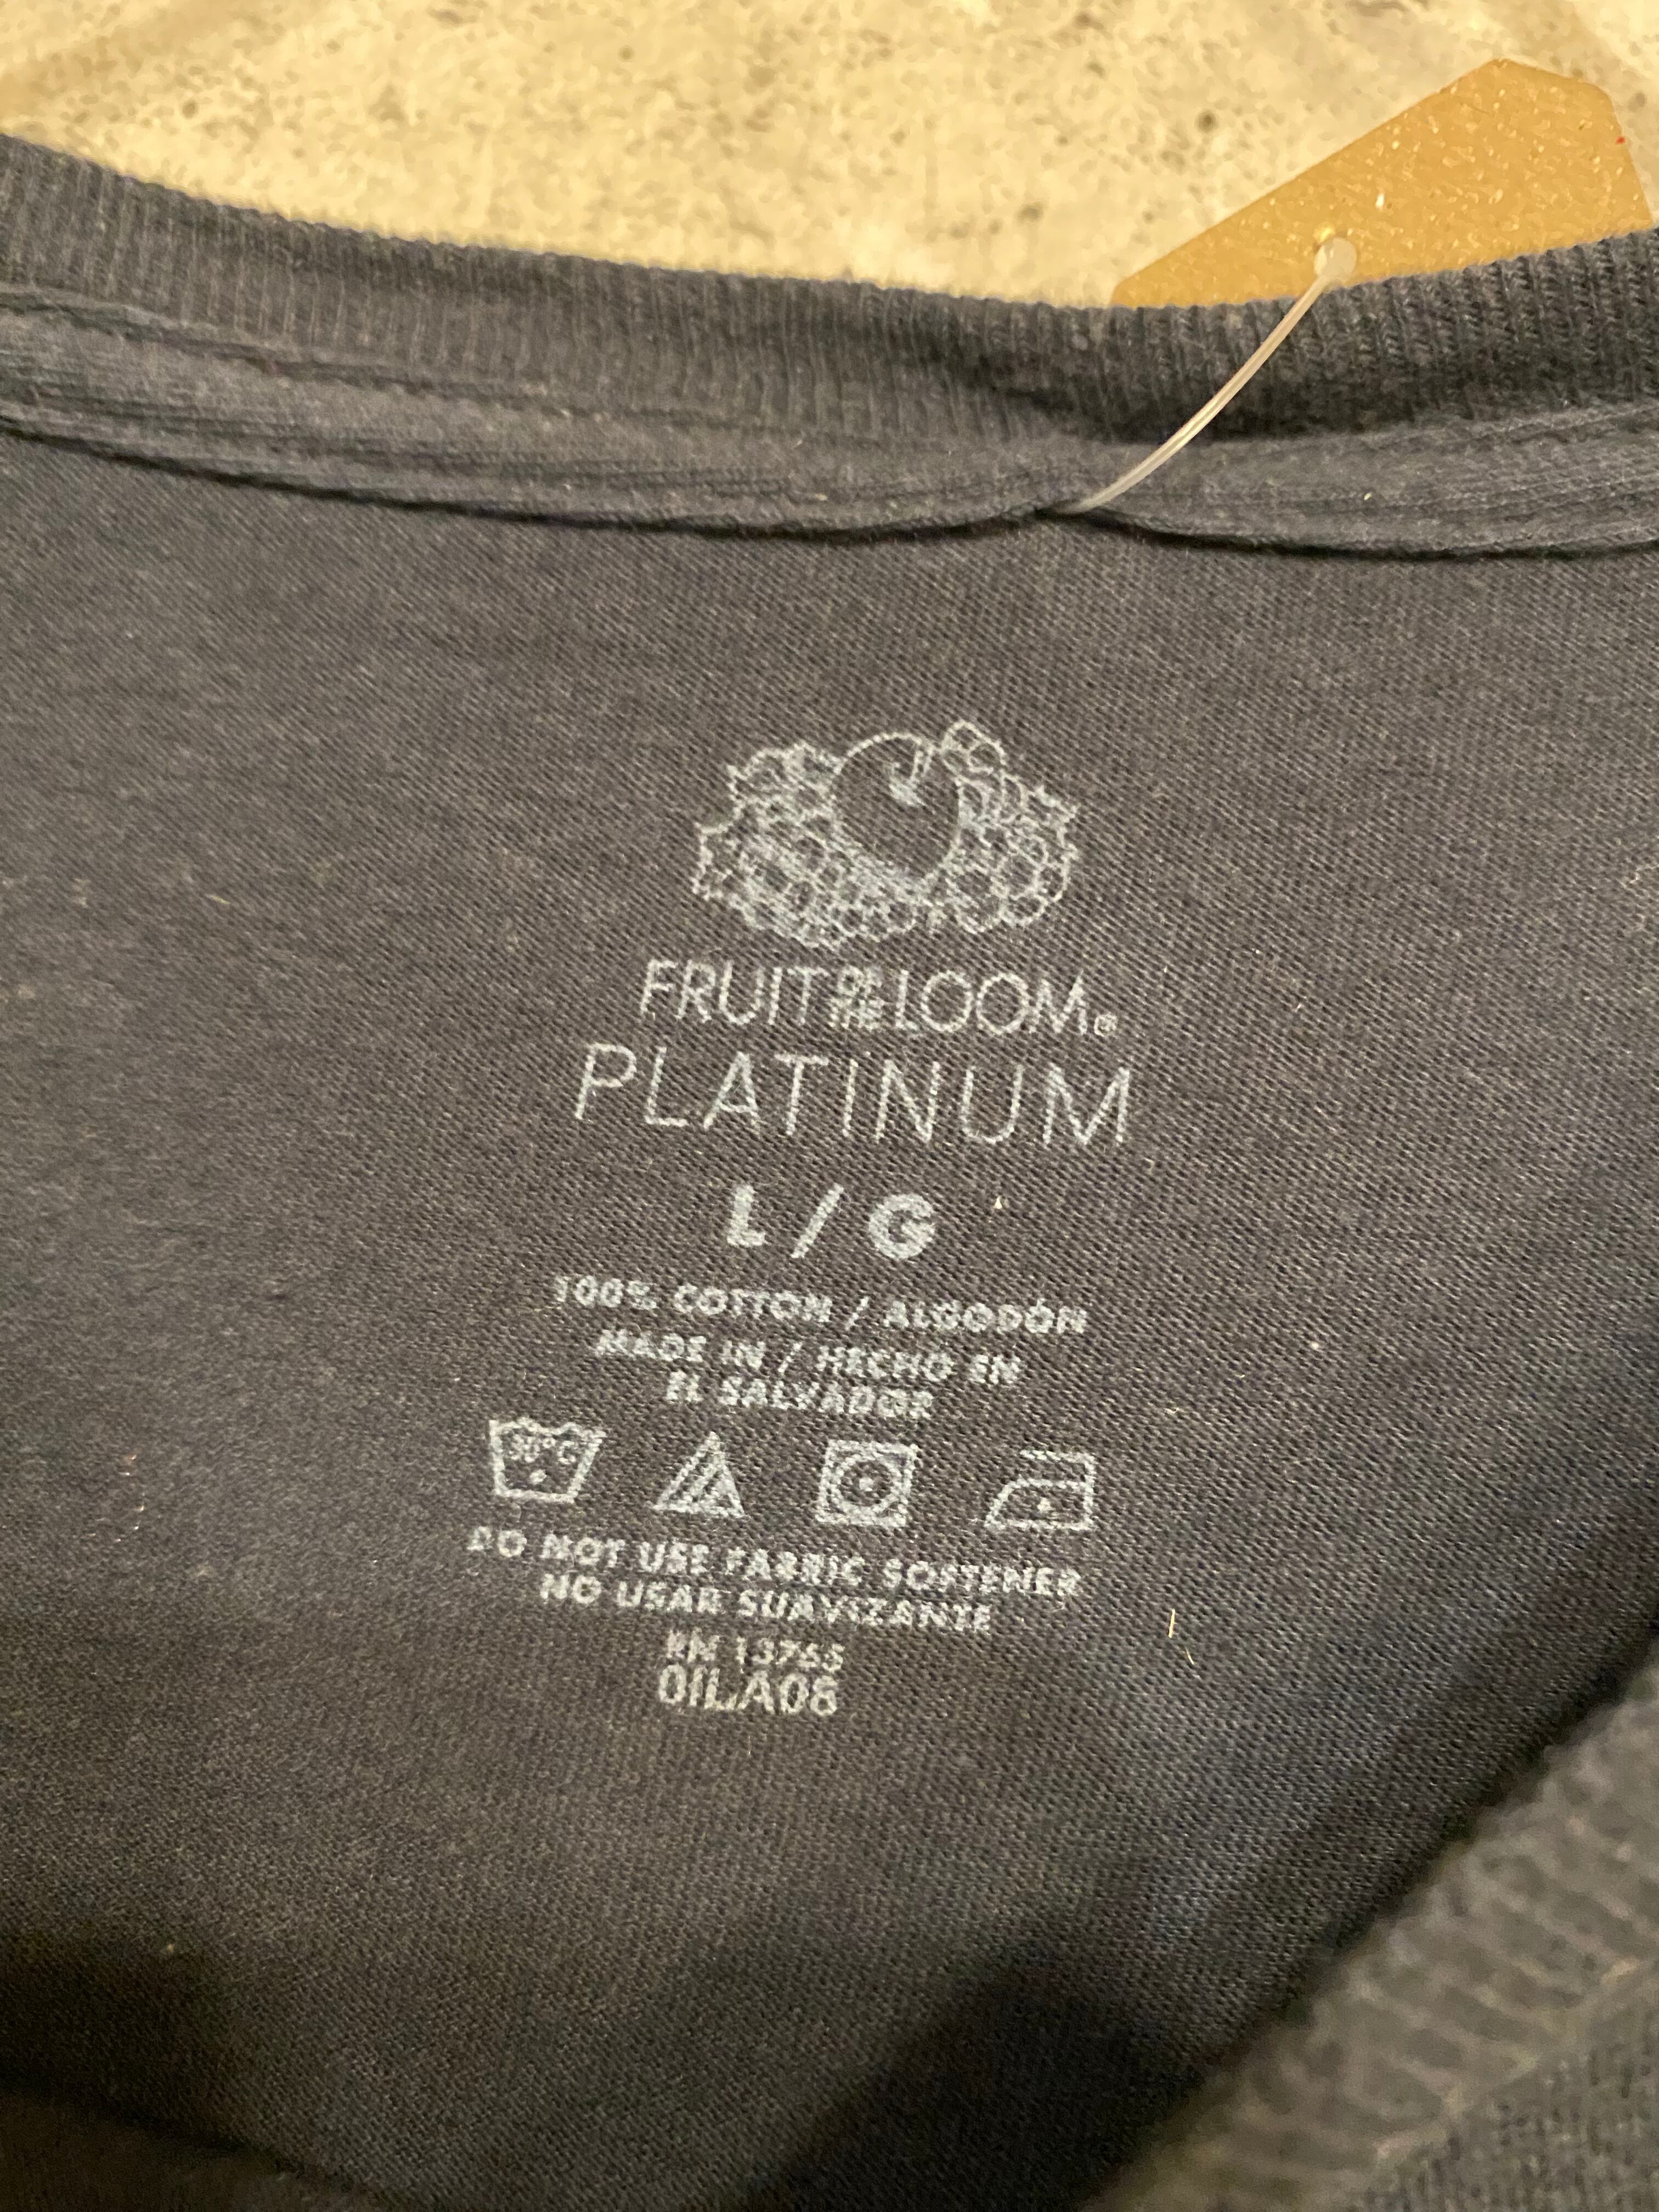 FRUIT OF THE LOOM®
PLATINUM
L / G
100% COTTON / ALGODÓN
MADE IN / HECHO EN
EL SALVADOR
30°C
DO NOT USE FABRIC SOFTENER
NO USAR SUAVIZANTE
RN 13765
0ILA08